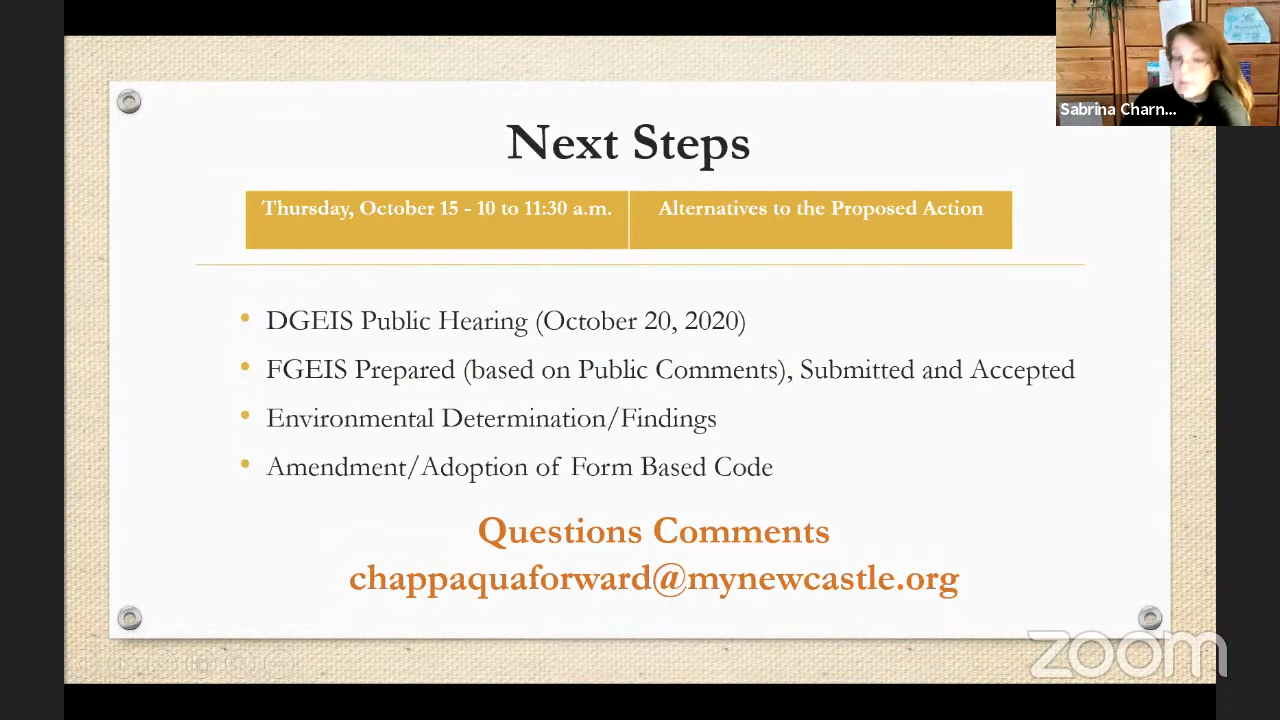 Sabrina Charn...
Next Steps
Thursday, October 15 - 10 to 11:30 a.m.
Alternatives to the Proposed Action
• DGEIS Public Hearing (October 20, 2020)
• FGEIS Prepared (based on Public Comments), Submitted and Accepted
• Environmental Determination/Findings
• Amendment/Adoption of Form Based Code
Questions Comments
chappaquaforward@mynewcastle.org
zoom